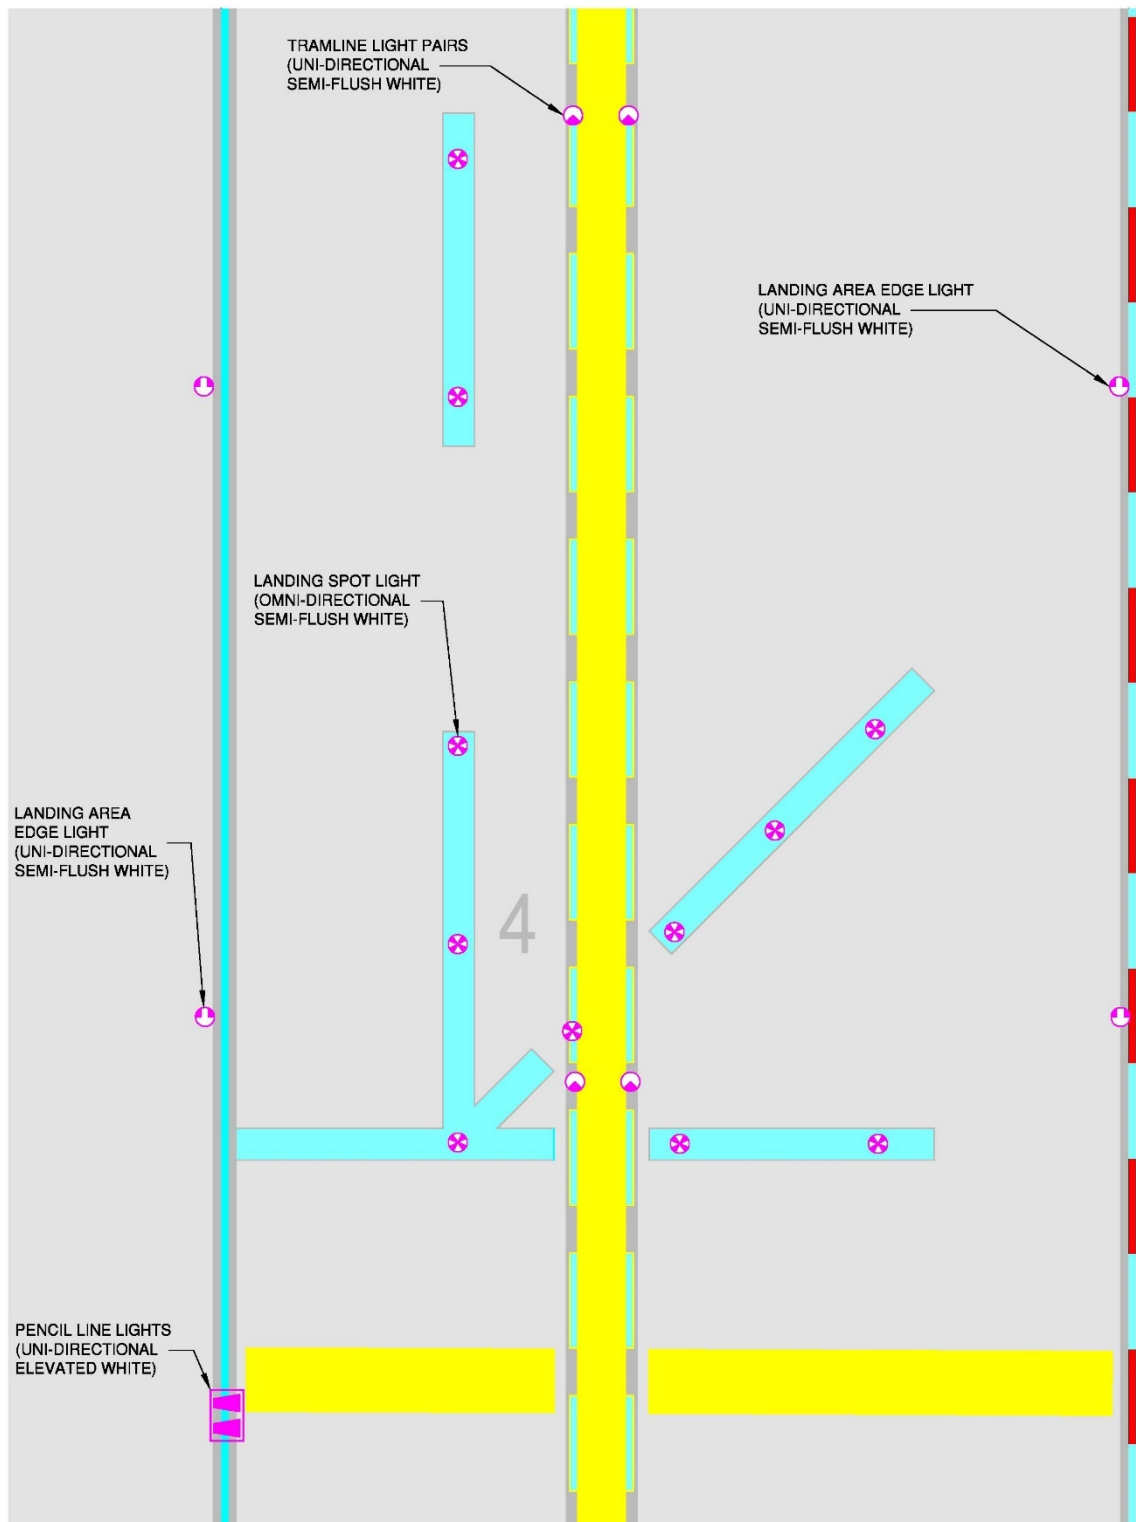 TRAMLINE LIGHT PAIRS
(UNI-DIRECTIONAL
SEMI-FLUSH WHITE)
LANDING AREA EDGE LIGHT
(UNI-DIRECTIONAL
SEMI-FLUSH WHITE)
LANDING SPOT LIGHT
(OMNI-DIRECTIONAL
SEMI-FLUSH WHITE)
LANDING AREA
EDGE LIGHT
(UNI-DIRECTIONAL
SEMI-FLUSH WHITE)
4
PENCIL LINE LIGHTS
(UNI-DIRECTIONAL
ELEVATED WHITE)